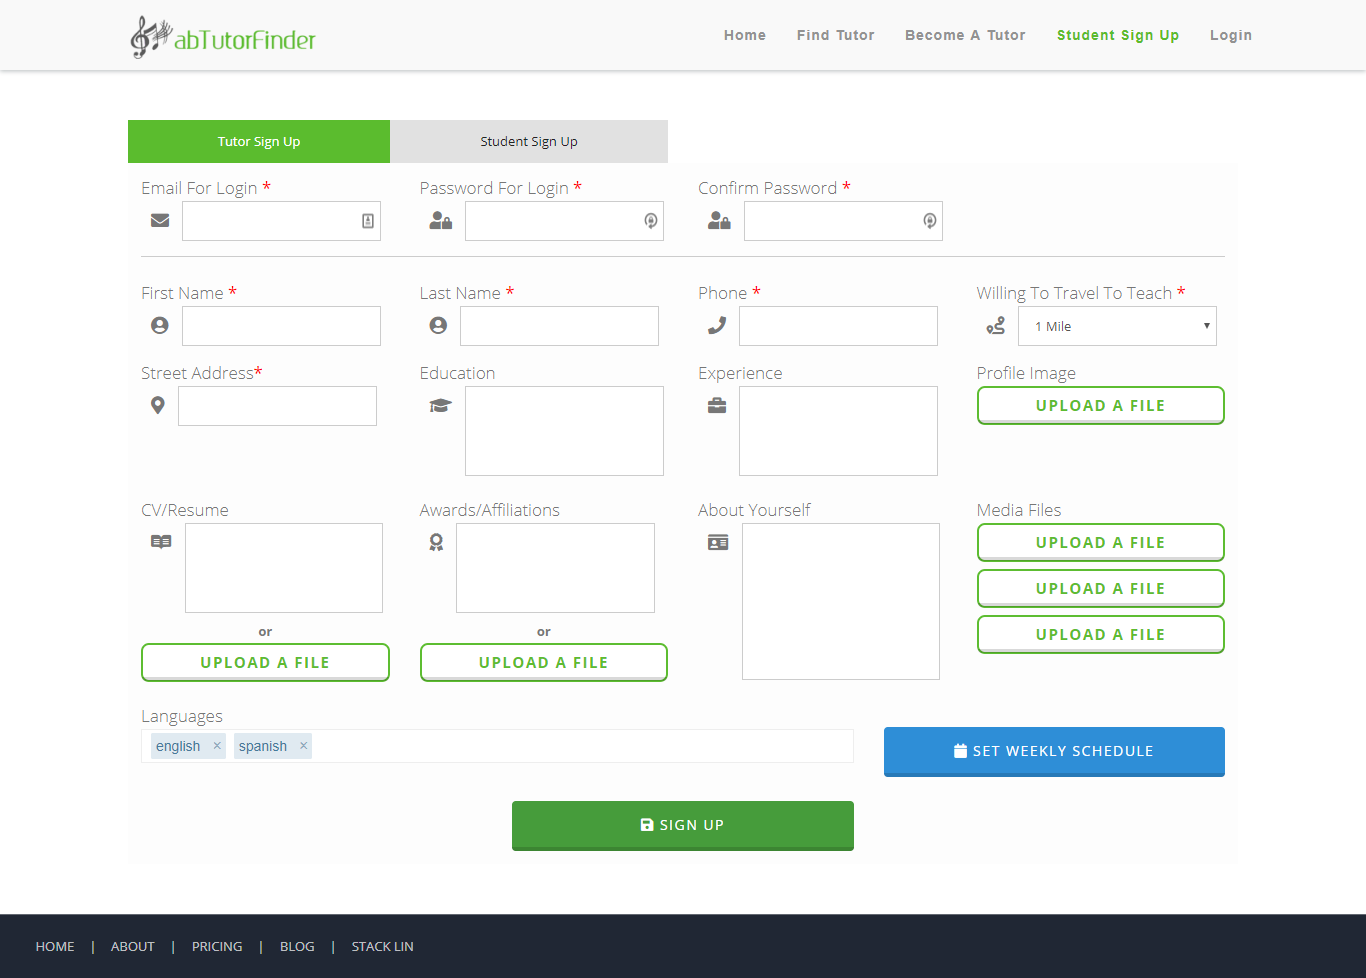 abTutorFinder
Home Find Tutor Become A Tutor Student Sign Up Login
Tutor Sign Up Student Sign Up
Email For Login * Password For Login * Confirm Password *
First Name * Last Name * Phone * Willing To Travel To Teach *
1 Mile
Street Address* Education Experience Profile Image
UPLOAD A FILE
CV/Resume Awards/Affiliations About Yourself Media Files
UPLOAD A FILE
UPLOAD A FILE
or or UPLOAD A FILE
UPLOAD A FILE UPLOAD A FILE
Languages
english × spanish × SET WEEKLY SCHEDULE
SIGN UP
HOME | ABOUT | PRICING | BLOG | STACK LIN